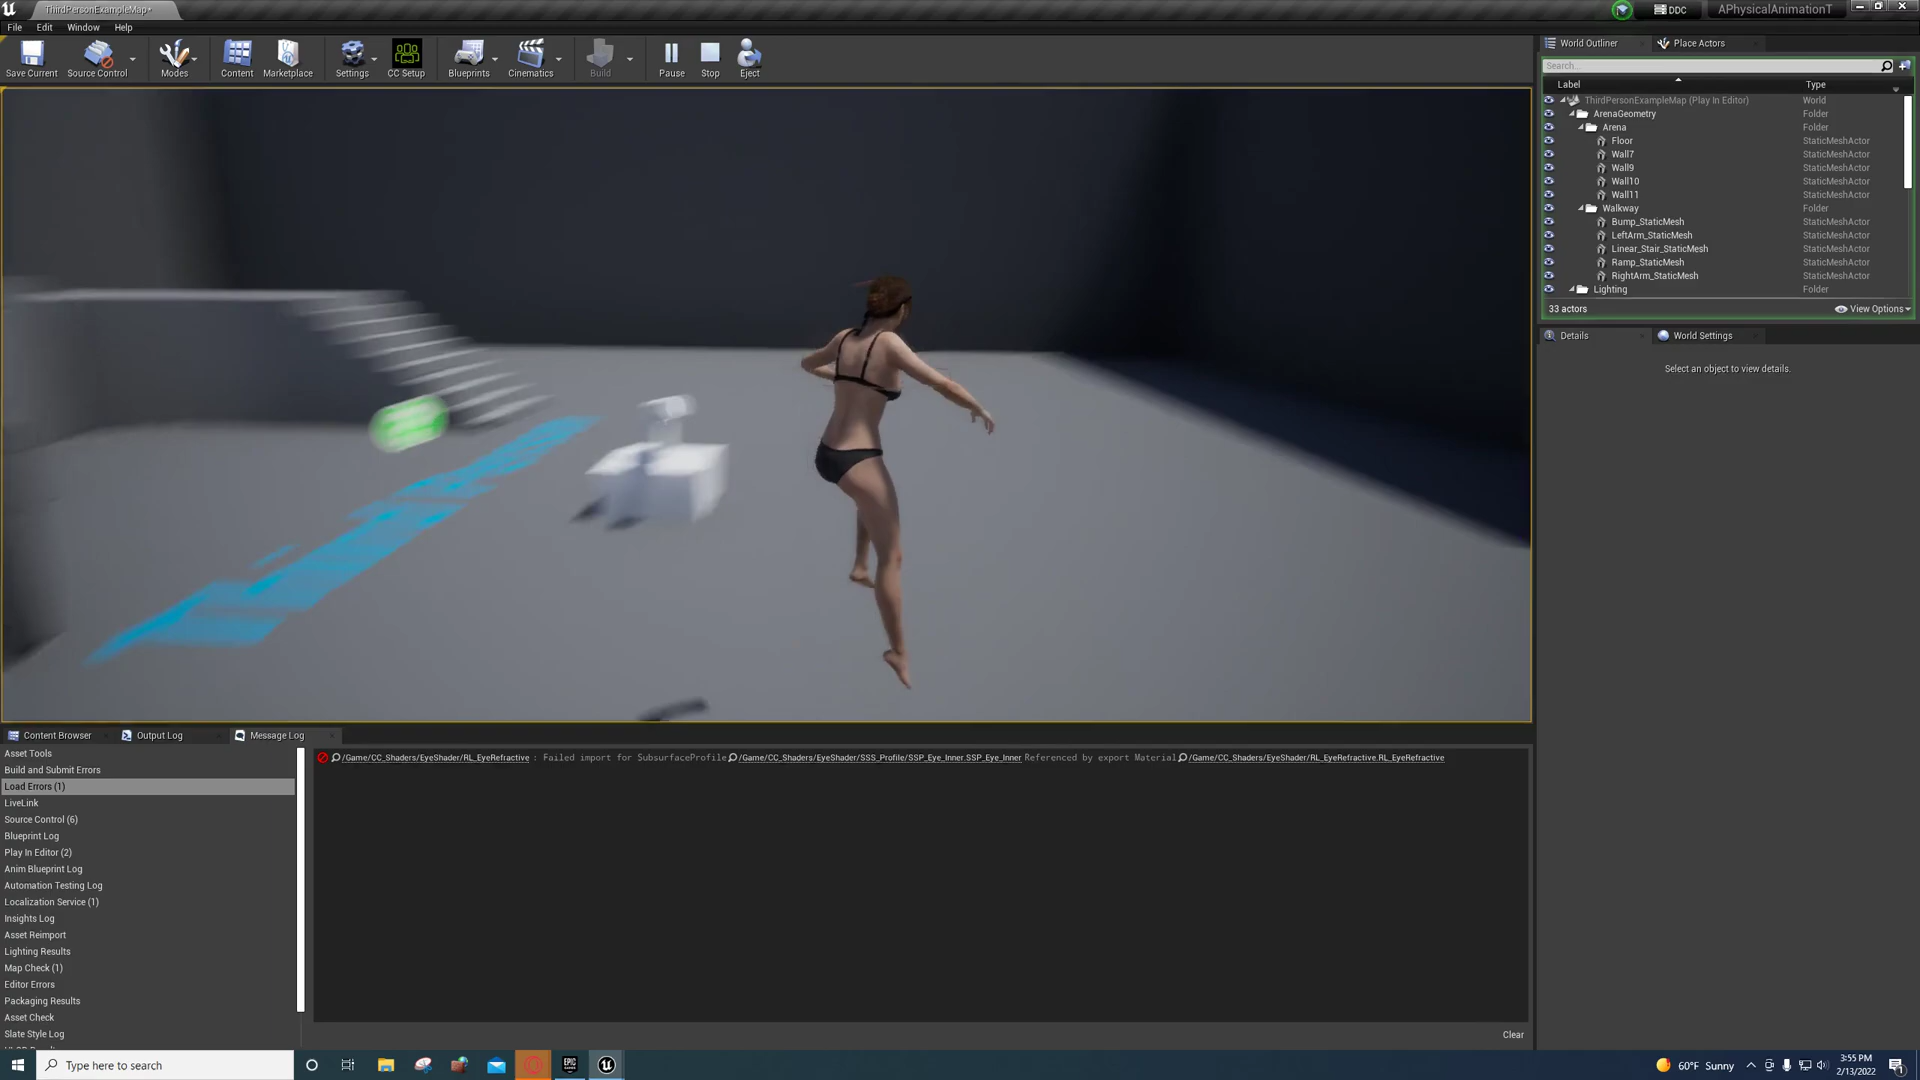 ThirdPersonExampleMap*
DDC
APhysicalAnimationT
File Edit Window Help
Save Current Source Control Modes Content Marketplace Settings CC Setup Blueprints Cinematics Build Pause Stop Eject
World Outliner Place Actors
Search...
Label Type
ThirdPersonExampleMap (Play In Editor) World
ArenaGeometry Folder
Arena Folder
Floor StaticMeshActor
Wall7 StaticMeshActor
Wall9 StaticMeshActor
Wall10 StaticMeshActor
Wall11 StaticMeshActor
Walkway Folder
Bump_StaticMesh StaticMeshActor
LeftArm_StaticMesh StaticMeshActor
Linear_Stair_StaticMesh StaticMeshActor
Ramp_StaticMesh StaticMeshActor
RightArm_StaticMesh StaticMeshActor
Lighting Folder
33 actors View Options
Details World Settings
Select an object to view details.
Content Browser Output Log Message Log
Asset Tools
Build and Submit Errors
Load Errors (1)
LiveLink
Source Control (6)
Blueprint Log
Play In Editor (2)
Anim Blueprint Log
Automation Testing Log
Localization Service (1)
Insights Log
Asset Reimport
Lighting Results
Map Check (1)
Editor Errors
Packaging Results
Asset Check
Slate Style Log
/Game/CC_Shaders/EyeShader/RL_EyeRefractive : Failed import for SubsurfaceProfile /Game/CC_Shaders/EyeShader/SSS_Profile/SSP_Eye_Inner.SSP_Eye_Inner Referenced by export Material /Game/CC_Shaders/EyeShader/RL_EyeRefractive.RL_EyeRefractive
Clear
Type here to search
EPIC
60°F Sunny
3:55 PM
2/13/2022